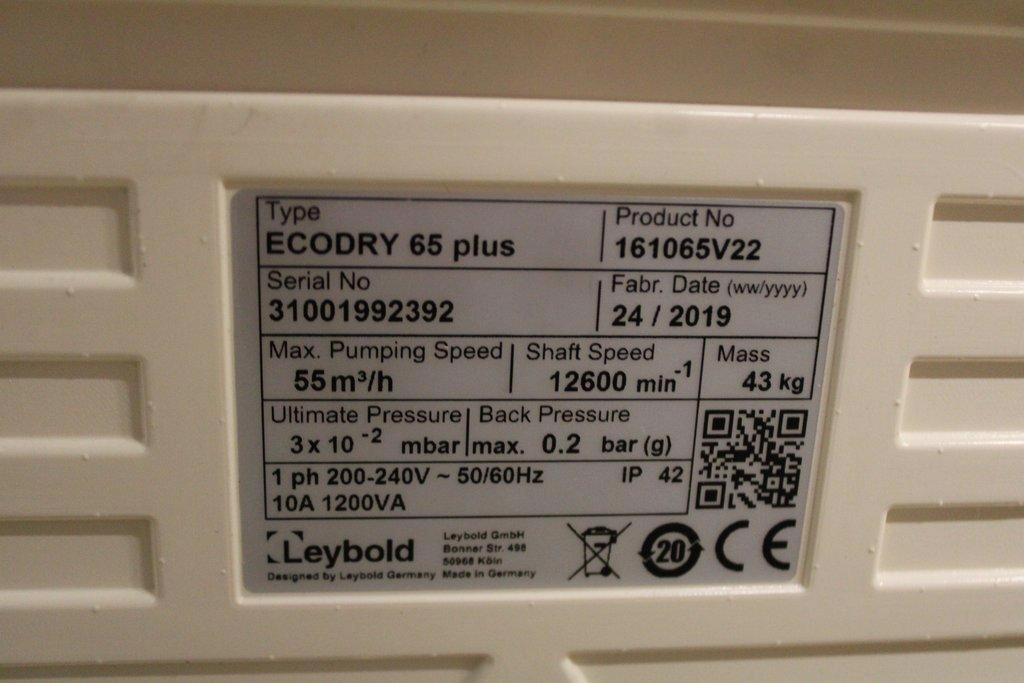 Type Product No
ECODRY 65 plus 161065V22
Serial No Fabr. Date (ww/yyyy)
31001992392 24 / 2019
Max. Pumping Speed Shaft Speed Mass
55 m³/h 12600 min⁻¹ 43 kg
Ultimate Pressure Back Pressure
3 x 10⁻² mbar max. 0.2 bar (g)
1 ph 200-240V ~ 50/60Hz IP 42
10A 1200VA
Leybold
Designed by Leybold Germany
Leybold GmbH
Bonner Str. 498
50968 Köln
Made in Germany
20
CE